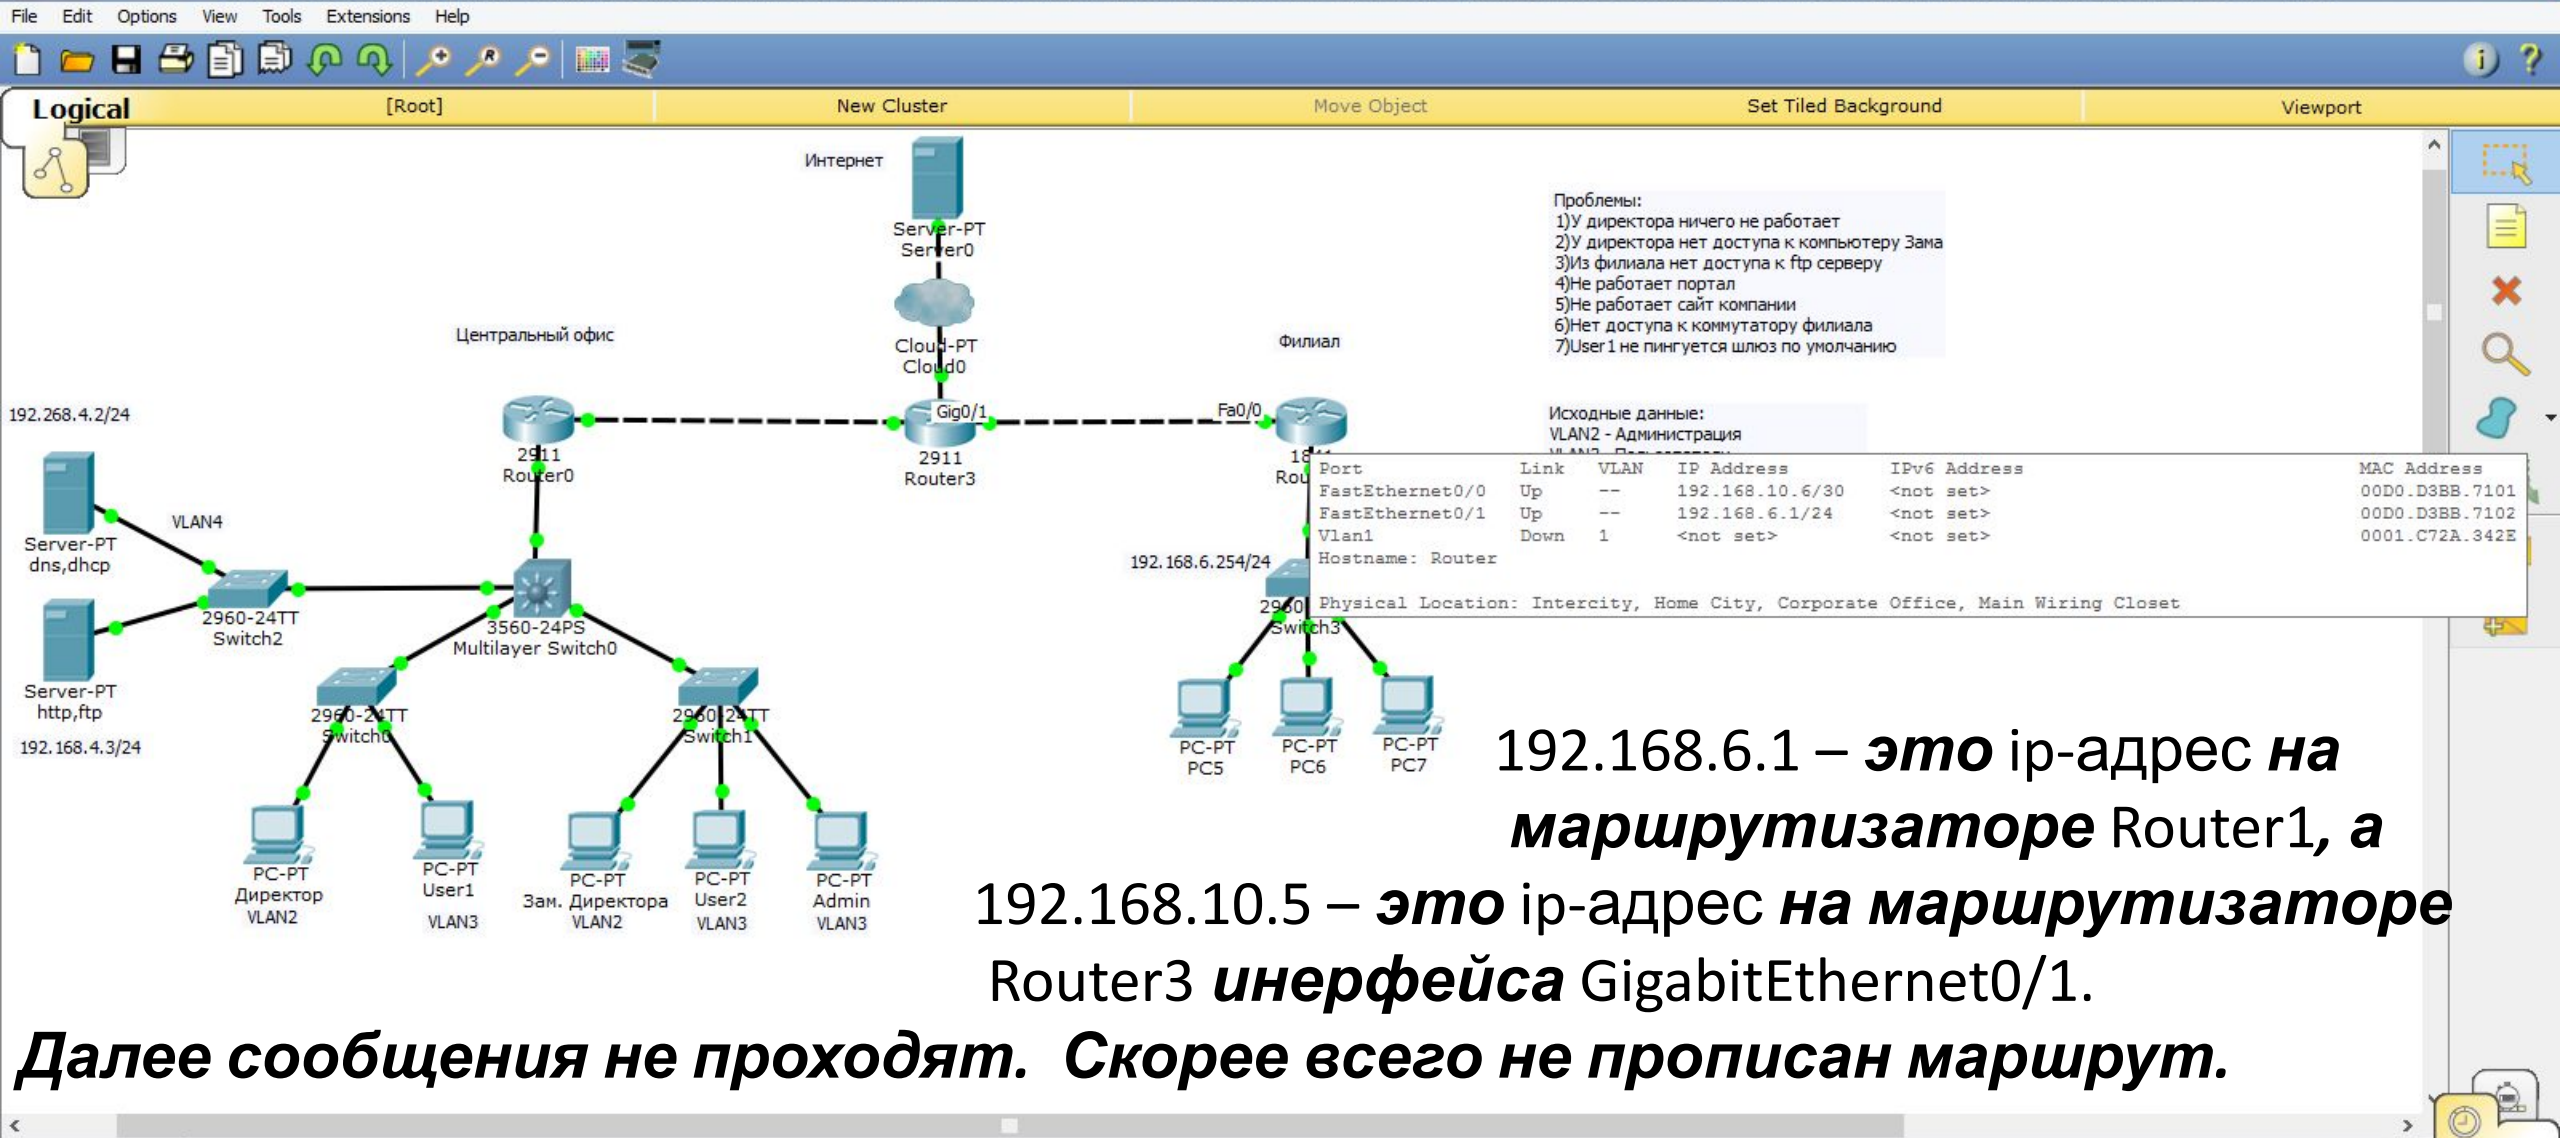 File Edit Options View Tools Extensions Help
Logical [Root] New Cluster Move Object Set Tiled Background Viewport
Интернет
Server-PT
Server0
Cloud-PT
Cloud0
Центральный офис
Филиал
Проблемы:
1)У директора ничего не работает
2)У директора нет доступа к компьютеру Зама
3)Из филиала нет доступа к ftp серверу
4)Не работает портал
5)Не работает сайт компании
6)Нет доступа к коммутатору филиала
7)User1 не пингуется шлюз по умолчанию
Исходные данные:
VLAN2 - Администрация
192.268.4.2/24
2911
Router0
Gig0/1
2911
Router3
Fa0/0
Port Link VLAN IP Address IPv6 Address MAC Address
FastEthernet0/0 Up -- 192.168.10.6/30 <not set> 00D0.D3BB.7101
FastEthernet0/1 Up -- 192.168.6.1/24 <not set> 00D0.D3BB.7102
Vlan1 Down 1 <not set> <not set> 0001.C72A.342E
Hostname: Router
Physical Location: Intercity, Home City, Corporate Office, Main Wiring Closet
Server-PT
dns,dhcp
VLAN4
Server-PT
http,ftp
192.168.4.3/24
2960-24TT
Switch2
3560-24PS
Multilayer Switch0
2960-24TT
Switch0
2960-24TT
Switch1
192.168.6.254/24
Switch3
PC-PT
Директор
VLAN2
PC-PT
User1
VLAN3
PC-PT
Зам. Директора
VLAN2
PC-PT
User2
VLAN3
PC-PT
Admin
VLAN3
PC-PT
PC5
PC-PT
PC6
PC-PT
PC7
192.168.6.1 – это ip-адрес на
маршрутизаторе Router1, а
192.168.10.5 – это ip-адрес на маршрутизаторе
Router3 инерфейса GigabitEthernet0/1.
Далее сообщения не проходят. Скорее всего не прописан маршрут.